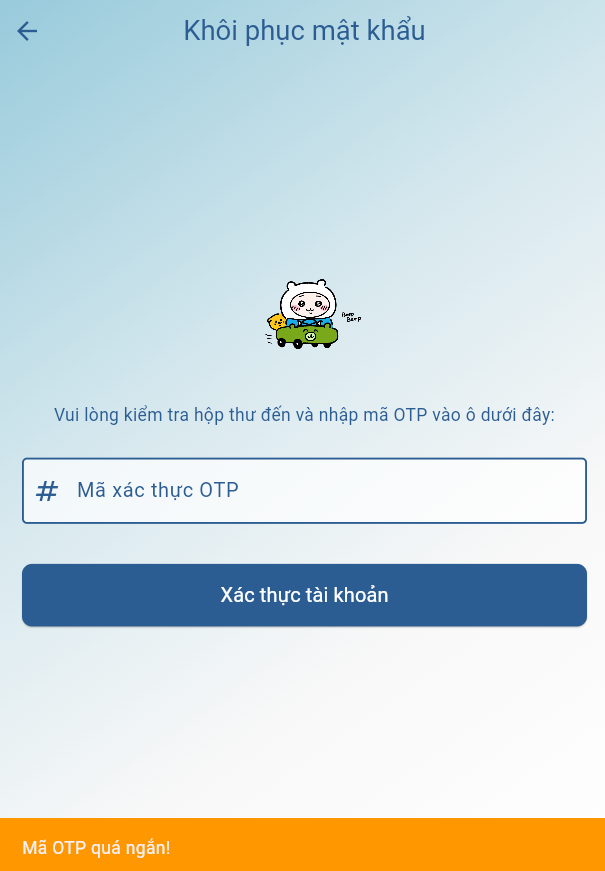 Khôi phục mật khẩu
Vui lòng kiểm tra hộp thư đến và nhập mã OTP vào ô dưới đây:
# Mã xác thực OTP
Xác thực tài khoản
Mã OTP quá ngắn!